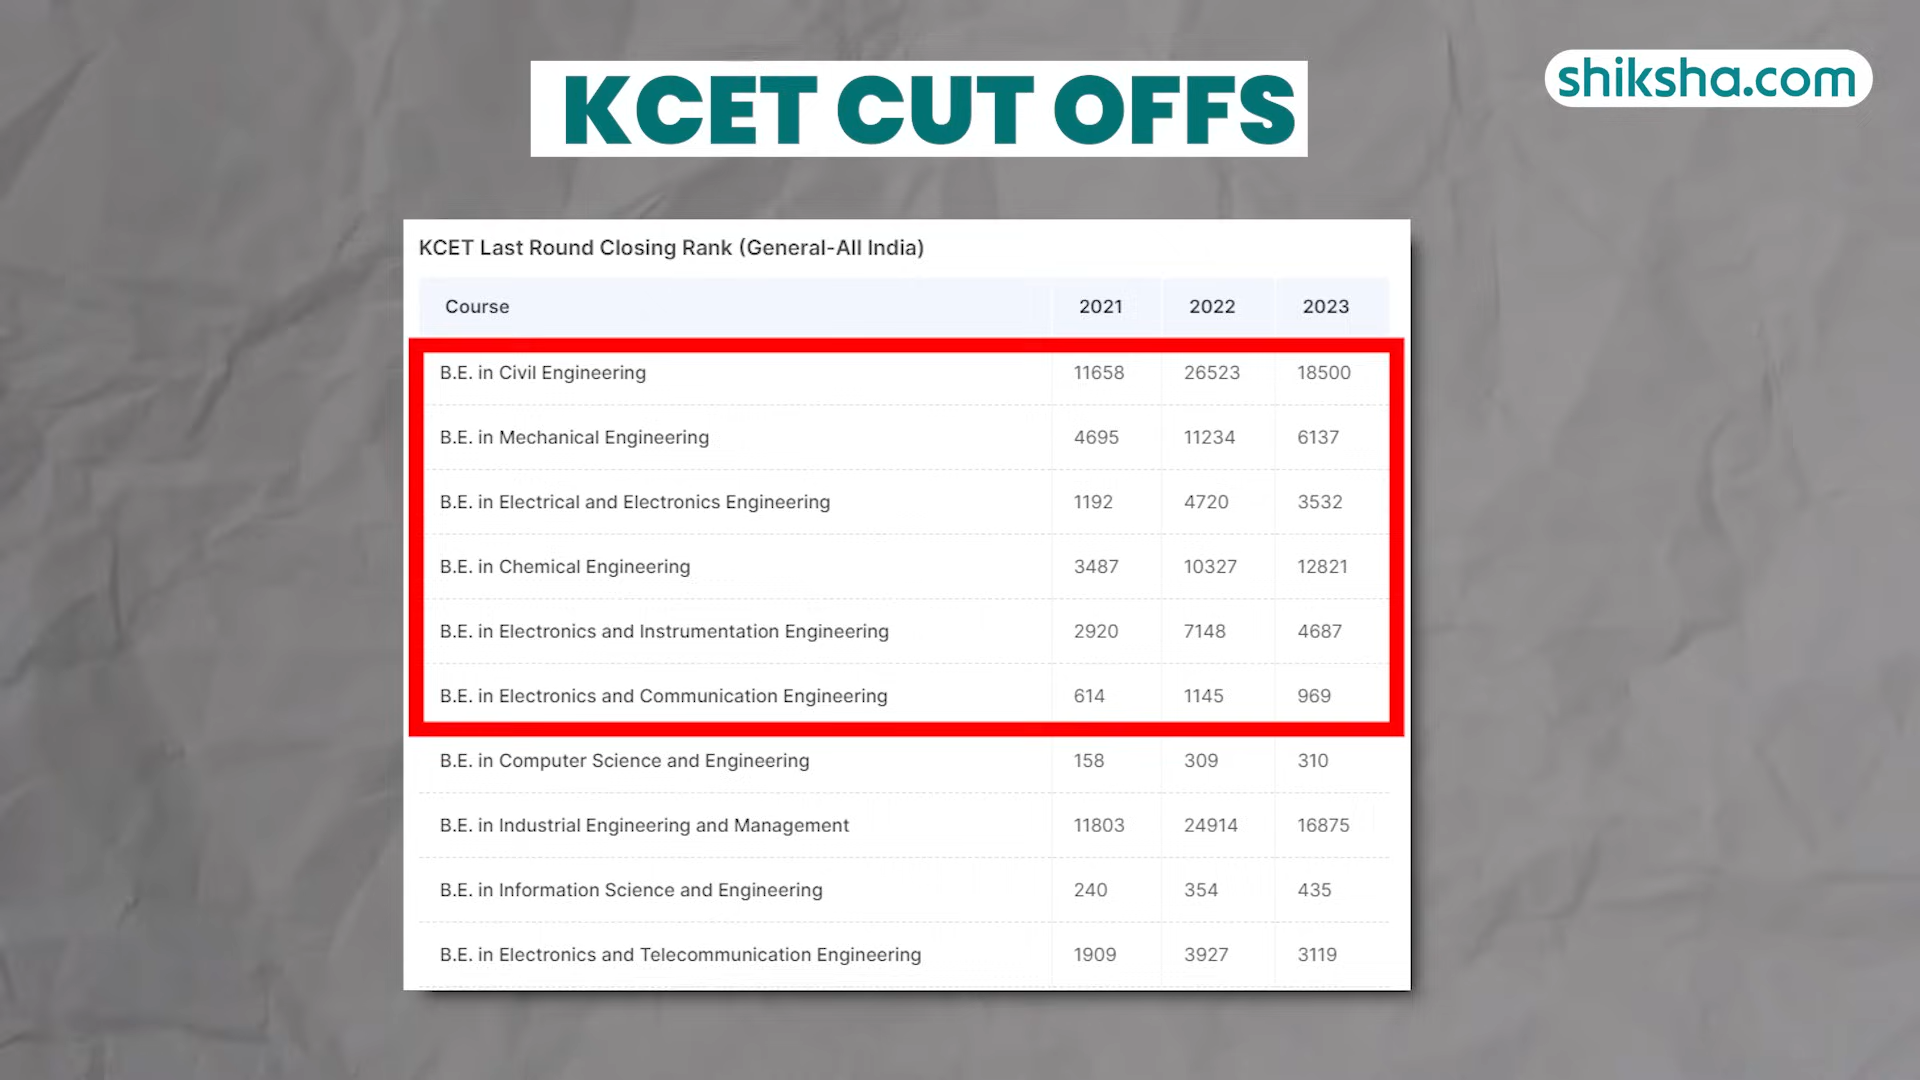 KCET CUT OFFS
shiksha.com
KCET Last Round Closing Rank (General-All India)
Course 2021 2022 2023
B.E. in Civil Engineering 11658 26523 18500
B.E. in Mechanical Engineering 4695 11234 6137
B.E. in Electrical and Electronics Engineering 1192 4720 3532
B.E. in Chemical Engineering 3487 10327 12821
B.E. in Electronics and Instrumentation Engineering 2920 7148 4687
B.E. in Electronics and Communication Engineering 614 1145 969
B.E. in Computer Science and Engineering 158 309 310
B.E. in Industrial Engineering and Management 11803 24914 16875
B.E. in Information Science and Engineering 240 354 435
B.E. in Electronics and Telecommunication Engineering 1909 3927 3119